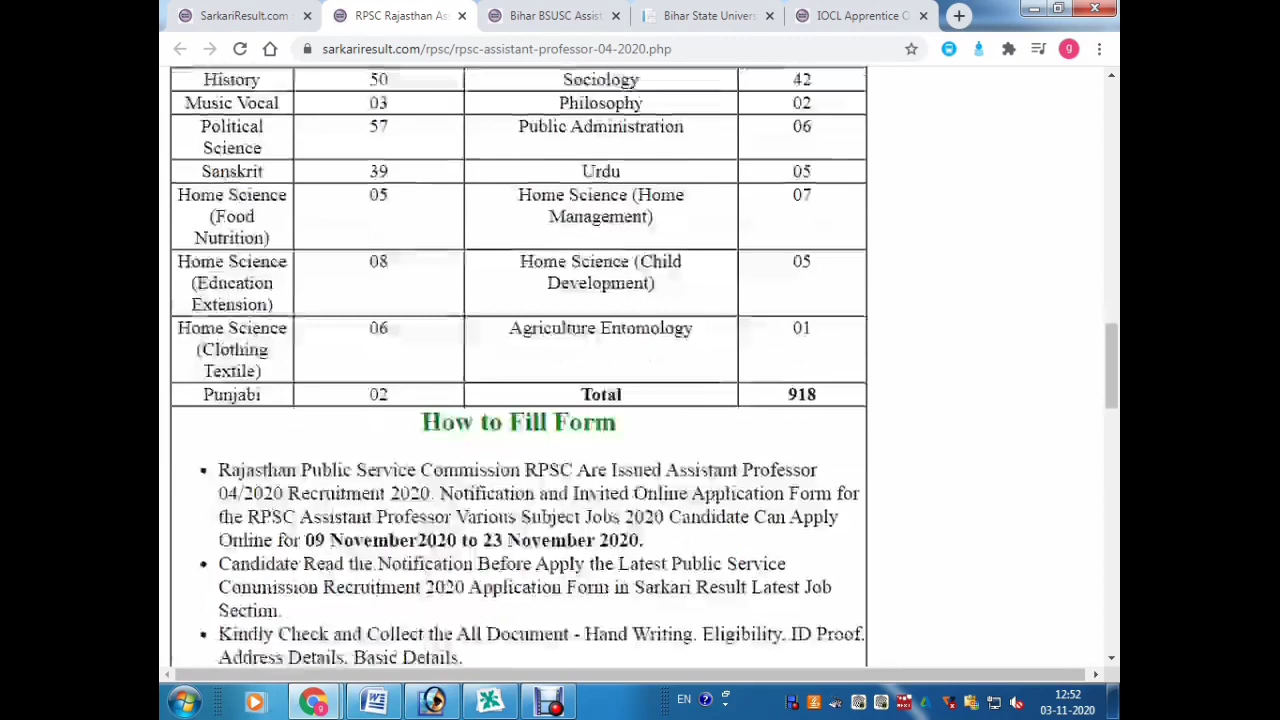 SarkariResult.com
RPSC Rajasthan As
Bihar BSUSC Assist
Bihar State Univers
IOCL Apprentice O
sarkariresult.com/rpsc/rpsc-assistant-professor-04-2020.php
g
History 50 Sociology 42
Music Vocal 03 Philosophy 02
Political 57 Public Administration 06
Science
Sanskrit 39 Urdu 05
Home Science 05 Home Science (Home 07
(Food Management)
Nutrition)
Home Science 08 Home Science (Child 05
(Education Development)
Extension)
Home Science 06 Agriculture Entomology 01
(Clothing
Textile)
Punjabi 02 Total 918
How to Fill Form
• Rajasthan Public Service Commission RPSC Are Issued Assistant Professor
04/2020 Recruitment 2020. Notification and Invited Online Application Form for
the RPSC Assistant Professor Various Subject Jobs 2020 Candidate Can Apply
Online for 09 November2020 to 23 November 2020.
• Candidate Read the Notification Before Apply the Latest Public Service
Commission Recruitment 2020 Application Form in Sarkari Result Latest Job
Section.
• Kindly Check and Collect the All Document - Hand Writing, Eligibility, ID Proof,
Address Details, Basic Details.
EN
12:52
03-11-2020